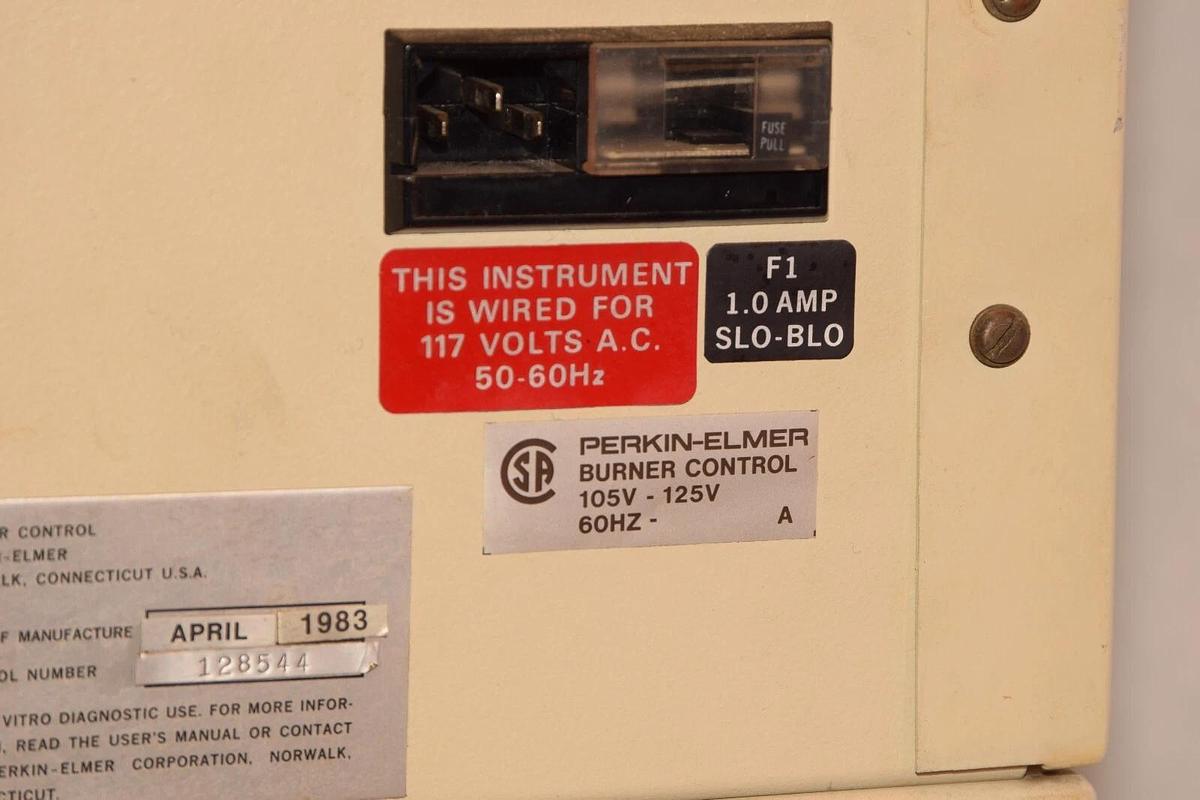 FUSE
PULL
THIS INSTRUMENT
IS WIRED FOR
117 VOLTS A.C.
50-60Hz
F1
1.0 AMP
SLO-BLO
SA
PERKIN-ELMER
BURNER CONTROL
105V - 125V
60HZ -
A
R CONTROL
-ELMER
LK, CONNECTICUT U.S.A.
F MANUFACTURE APRIL 1983
OL NUMBER 128544
VITRO DIAGNOSTIC USE. FOR MORE INFOR-
, READ THE USER'S MANUAL OR CONTACT
ERKIN-ELMER CORPORATION, NORWALK,
CTICUT.